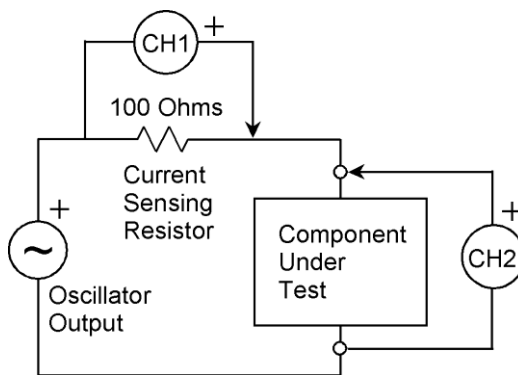 CH1
+
100 Ohms
Current
Sensing
Resistor
+
~
Oscillator
Output
Component
Under
Test
+
CH2